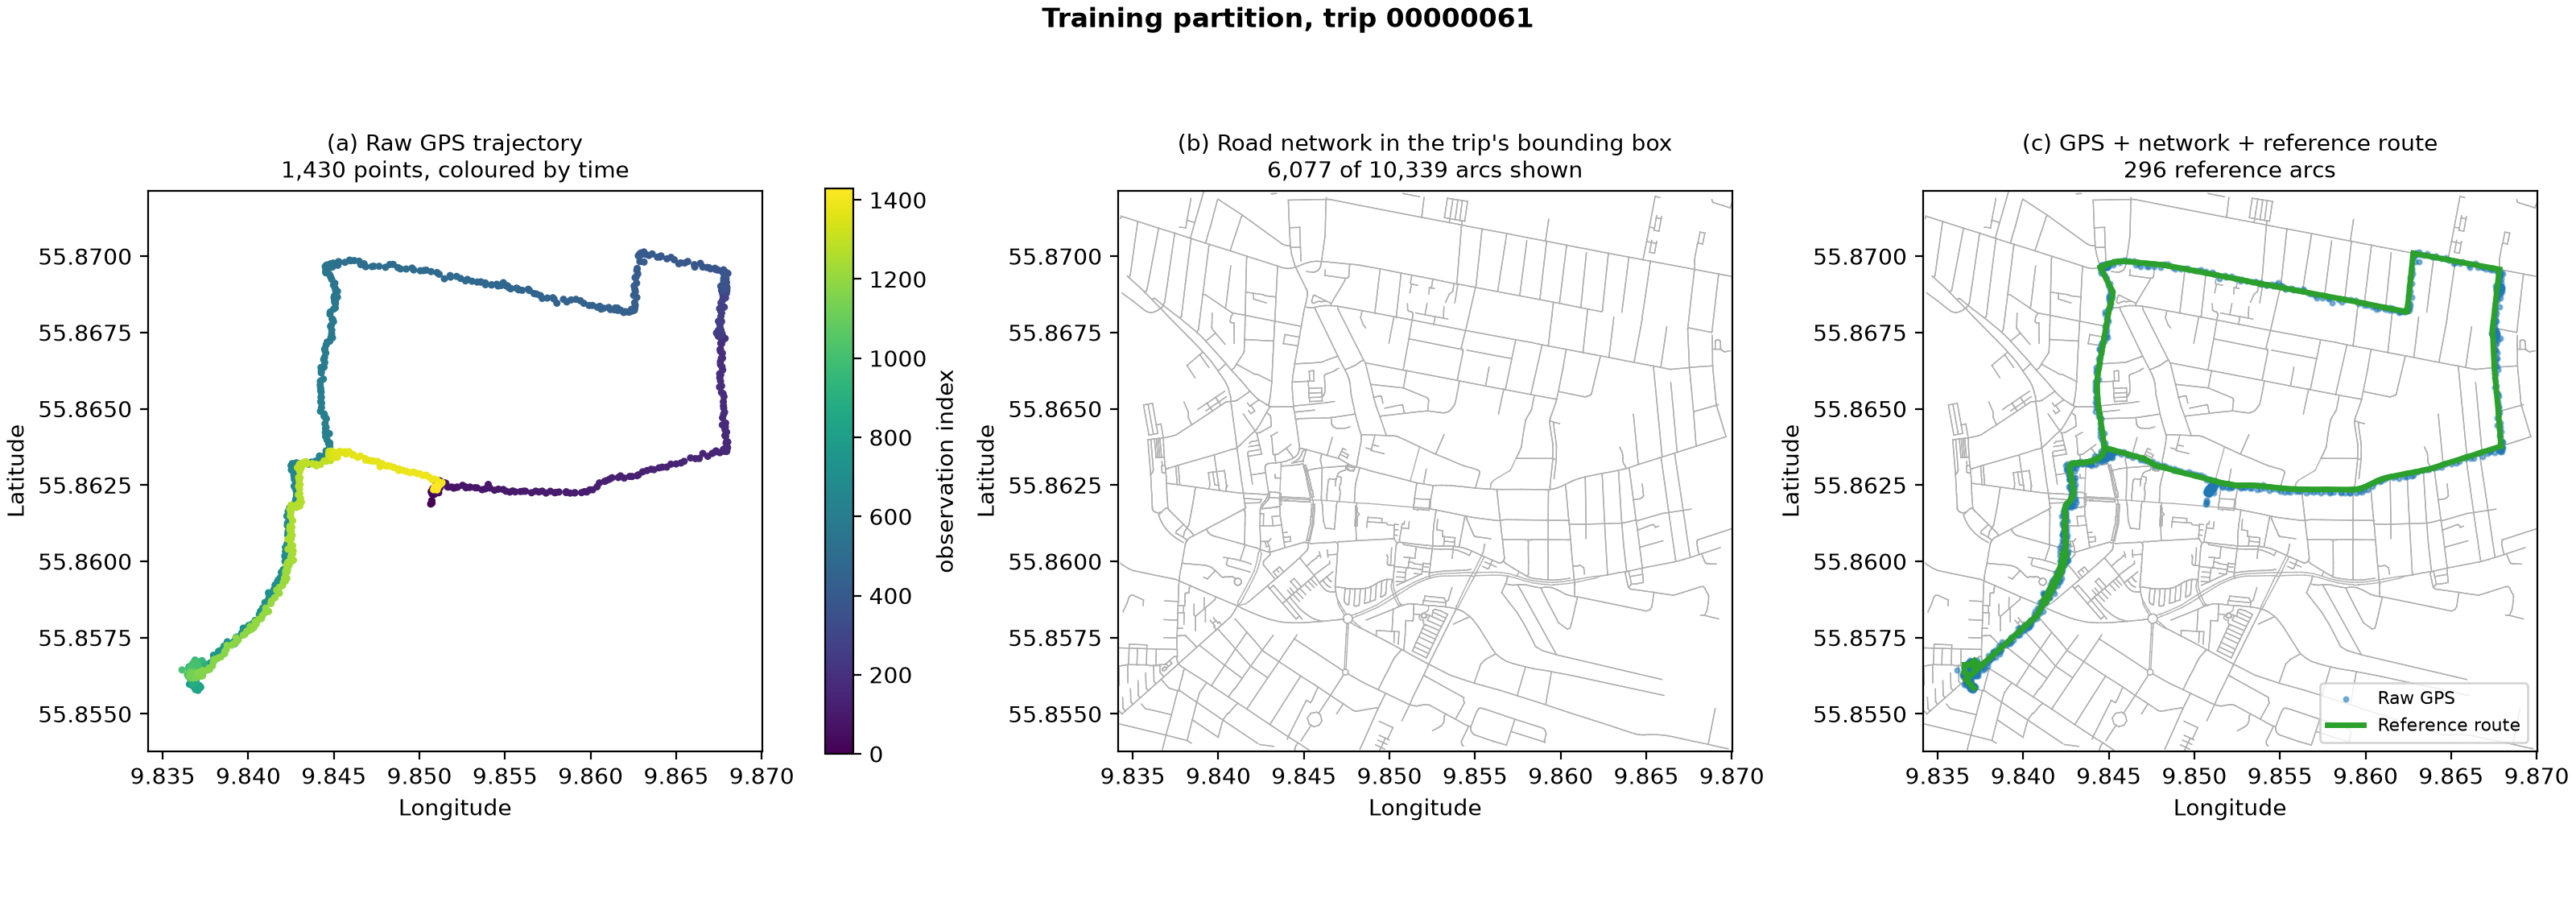 Training partition, trip 00000061
(a) Raw GPS trajectory
1,430 points, coloured by time
55.8700
55.8675
55.8650
55.8625
55.8600
55.8575
55.8550
Latitude
9.835 9.840 9.845 9.850 9.855 9.860 9.865 9.870
Longitude
1400
1200
1000
800
600
400
200
0
observation index
(b) Road network in the trip's bounding box
6,077 of 10,339 arcs shown
55.8700
55.8675
55.8650
55.8625
55.8600
55.8575
55.8550
Latitude
9.835 9.840 9.845 9.850 9.855 9.860 9.865 9.870
Longitude
(c) GPS + network + reference route
296 reference arcs
55.8700
55.8675
55.8650
55.8625
55.8600
55.8575
55.8550
Latitude
9.835 9.840 9.845 9.850 9.855 9.860 9.865 9.870
Longitude
Raw GPS
Reference route